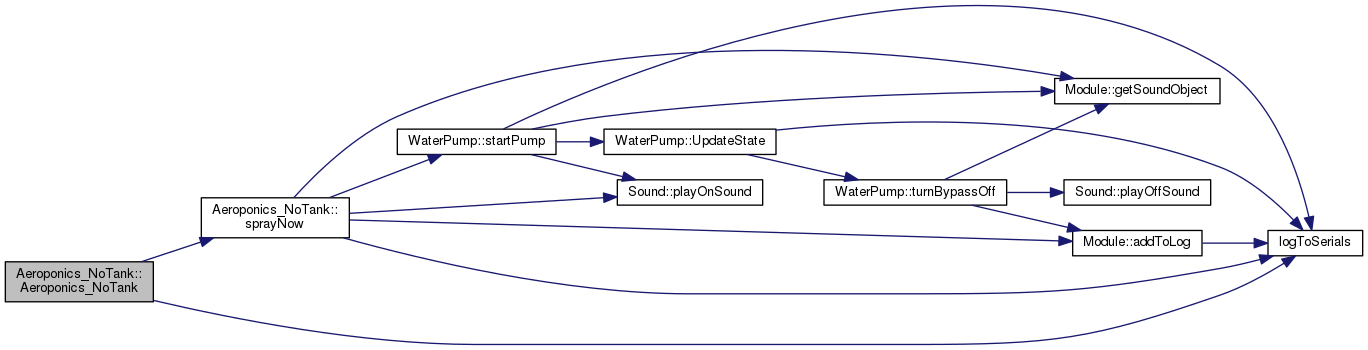 Aeroponics_NoTank::
Aeroponics_NoTank
Aeroponics_NoTank::
sprayNow
WaterPump::startPump
WaterPump::UpdateState
Sound::playOnSound
WaterPump::turnBypassOff
Module::getSoundObject
Sound::playOffSound
Module::addToLog
logToSerials